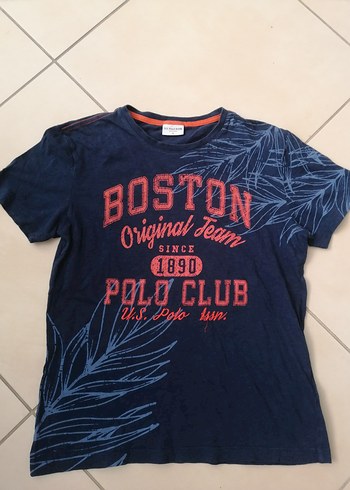 BOSTON
Original Team
SINCE
1890
POLO CLUB
U.S. Polo Assn.